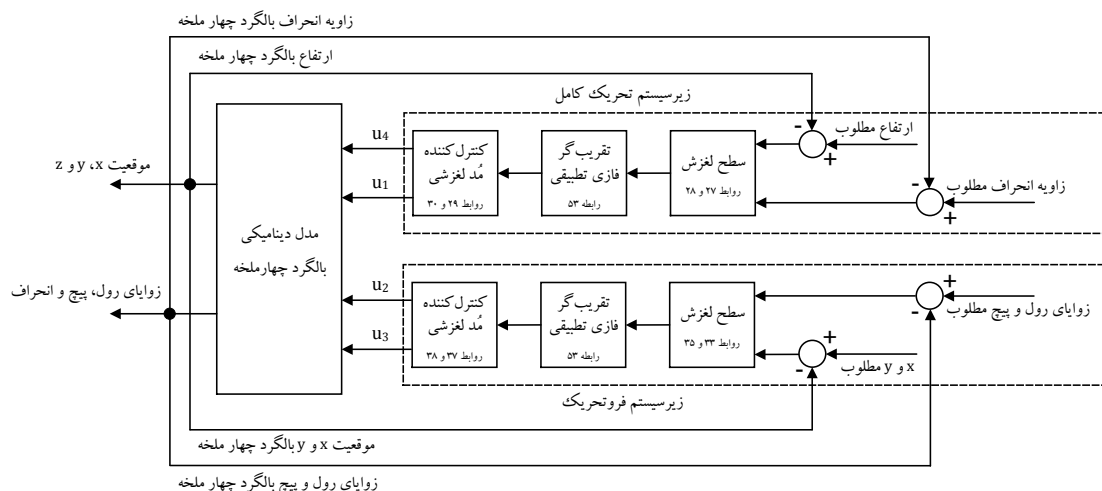 زاویه انحراف بالگرد چهار ملخه
ارتفاع بالگرد چهار ملخه
زیرسیستم تحریک کامل
ارتفاع مطلوب
-
+
زاویه انحراف مطلوب
-
+
سطح لغزش
روابط ۲۷ و ۲۸
تقریب‌گر
فازی تطبیقی
رابطه ۵۳
کنترل‌کننده
مُد لغزشی
روابط ۲۹ و ۳۰
u4
u1
موقعیت x، y و z
مدل دینامیکی
بالگرد چهارملخه
زوایای رول، پیچ و انحراف
u2
u3
کنترل‌کننده
مُد لغزشی
روابط ۳۷ و ۳۸
تقریب‌گر
فازی تطبیقی
رابطه ۵۳
سطح لغزش
روابط ۳۳ و ۳۵
+
-
زوایای رول و پیچ مطلوب
+
-
x و y مطلوب
زیرسیستم فروتحریک
موقعیت x و y بالگرد چهار ملخه
زوایای رول و پیچ بالگرد چهار ملخه